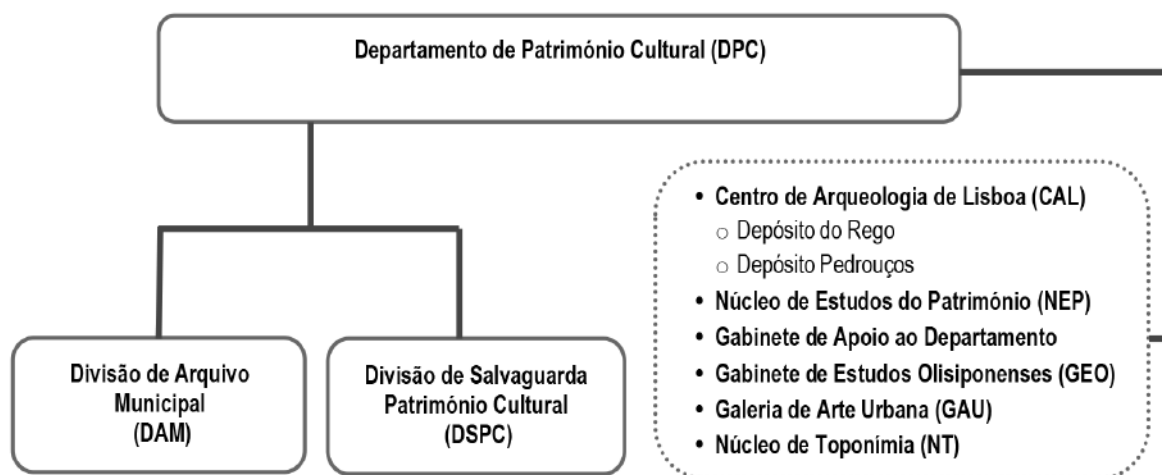 Departamento de Património Cultural (DPC)
• Centro de Arqueologia de Lisboa (CAL)
○ Depósito do Rego
○ Depósito Pedrouços
• Núcleo de Estudos do Património (NEP)
• Gabinete de Apoio ao Departamento
• Gabinete de Estudos Olisiponenses (GEO)
• Galeria de Arte Urbana (GAU)
• Núcleo de Toponímia (NT)
Divisão de Arquivo
Municipal
(DAM)
Divisão de Salvaguarda
Património Cultural
(DSPC)